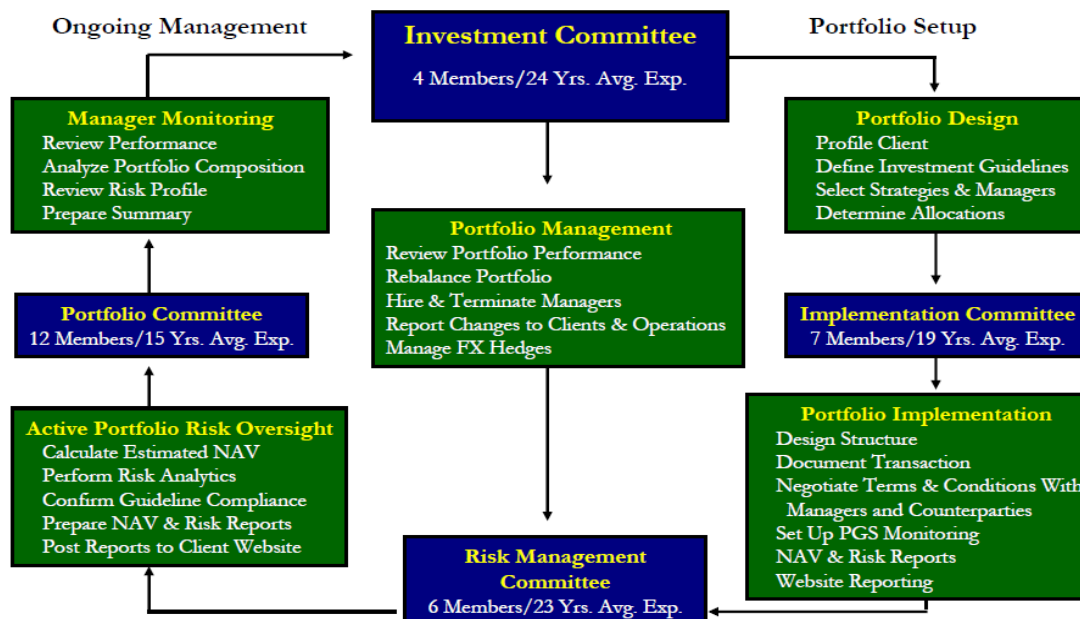 Ongoing Management
Investment Committee
4 Members/24 Yrs. Avg. Exp.
Portfolio Setup
Manager Monitoring
Review Performance
Analyze Portfolio Composition
Review Risk Profile
Prepare Summary
Portfolio Design
Profile Client
Define Investment Guidelines
Select Strategies & Managers
Determine Allocations
Portfolio Management
Review Portfolio Performance
Rebalance Portfolio
Hire & Terminate Managers
Report Changes to Clients & Operations
Manage FX Hedges
Portfolio Committee
12 Members/15 Yrs. Avg. Exp.
Implementation Committee
7 Members/19 Yrs. Avg. Exp.
Active Portfolio Risk Oversight
Calculate Estimated NAV
Perform Risk Analytics
Confirm Guideline Compliance
Prepare NAV & Risk Reports
Post Reports to Client Website
Portfolio Implementation
Design Structure
Document Transaction
Negotiate Terms & Conditions With
Managers and Counterparties
Set Up PGS Monitoring
NAV & Risk Reports
Website Reporting
Risk Management
Committee
6 Members/23 Yrs. Avg. Exp.